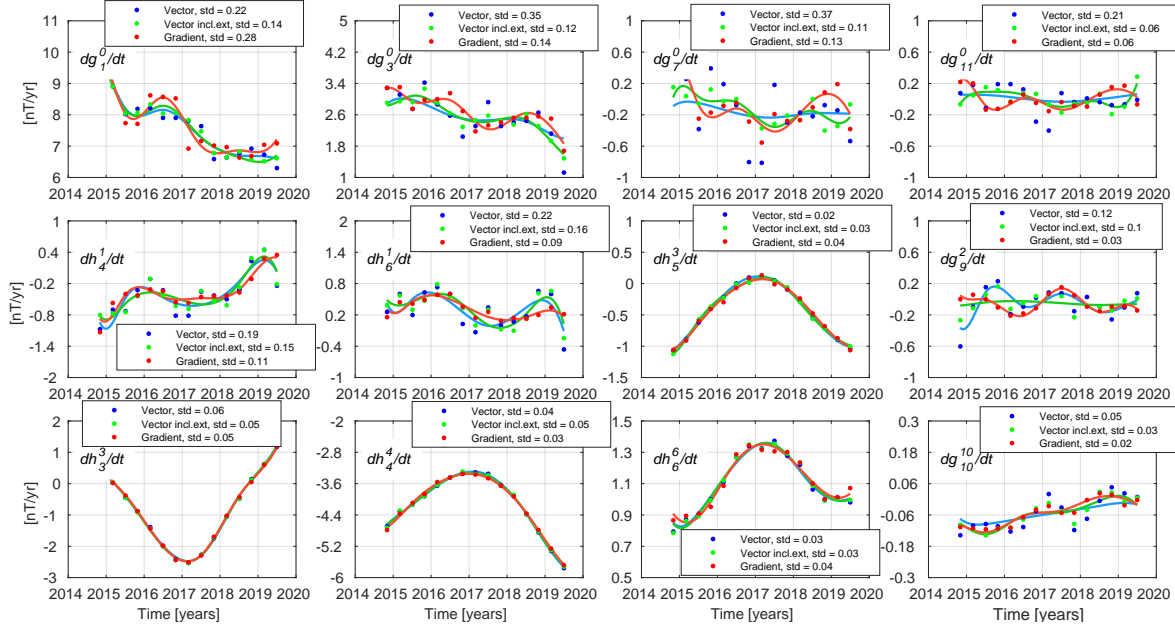 Vector, std = 0.22
Vector incl.ext, std = 0.14
Gradient, std = 0.28
dg₁⁰/dt
[nT/yr]
10
9
8
7
6
2014 2015 2016 2017 2018 2019 2020
Vector, std = 0.35
Vector incl.ext, std = 0.12
Gradient, std = 0.14
dg₃⁰/dt
5
4.2
3.4
2.6
1.8
1
2014 2015 2016 2017 2018 2019 2020
Vector, std = 0.37
Vector incl.ext, std = 0.11
Gradient, std = 0.13
dg₇⁰/dt
1
0.6
0.2
-0.2
-0.6
-1
2014 2015 2016 2017 2018 2019 2020
Vector, std = 0.21
Vector incl.ext, std = 0.06
Gradient, std = 0.06
dg₁₁⁰/dt
1
0.6
0.2
-0.2
-0.6
-1
2014 2015 2016 2017 2018 2019 2020
dh₄¹/dt
[nT/yr]
1
0.4
-0.2
-0.8
-1.4
-2
Vector, std = 0.19
Vector incl.ext, std = 0.15
Gradient, std = 0.11
2014 2015 2016 2017 2018 2019 2020
Vector, std = 0.22
Vector incl.ext, std = 0.16
Gradient, std = 0.09
dh₆¹/dt
2
1.4
0.8
0.2
-0.4
-1
2014 2015 2016 2017 2018 2019 2020
Vector, std = 0.02
Vector incl.ext, std = 0.03
Gradient, std = 0.04
dh₅³/dt
1
0.5
0
-0.5
-1
-1.5
2014 2015 2016 2017 2018 2019 2020
Vector, std = 0.12
Vector incl.ext, std = 0.1
Gradient, std = 0.03
dg₉²/dt
1
0.6
0.2
-0.2
-0.6
-1
2014 2015 2016 2017 2018 2019 2020
Vector, std = 0.06
Vector incl.ext, std = 0.05
Gradient, std = 0.05
dh₃³/dt
[nT/yr]
2
1
0
-1
-2
-3
2014 2015 2016 2017 2018 2019 2020
Time [years]
Vector, std = 0.04
Vector incl.ext, std = 0.05
Gradient, std = 0.03
dh₄⁴/dt
-2
-2.8
-3.6
-4.4
-5.2
-6
2014 2015 2016 2017 2018 2019 2020
Time [years]
dh₆⁶/dt
1.5
1.3
1.1
0.9
0.7
0.5
Vector, std = 0.03
Vector incl.ext, std = 0.03
Gradient, std = 0.04
2014 2015 2016 2017 2018 2019 2020
Time [years]
Vector, std = 0.05
Vector incl.ext, std = 0.03
Gradient, std = 0.02
dg₁₀¹⁰/dt
0.3
0.18
0.06
-0.06
-0.18
-0.3
2014 2015 2016 2017 2018 2019 2020
Time [years]